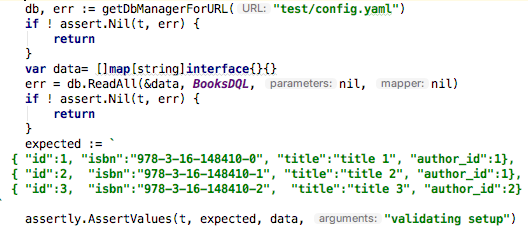 db, err := getDbManagerForURL( URL: "test/config.yaml")
if ! assert.Nil(t, err) {
return
}
var data= []map[string]interface{}{}
err = db.ReadAll(&data, BooksDQL, parameters: nil, mapper: nil)
if ! assert.Nil(t, err) {
return
}
expected := `
{ "id":1, "isbn":"978-3-16-148410-0", "title":"title 1", "author_id":1},
{ "id":2,  "isbn":"978-3-16-148410-1", "title":"title 2", "author_id":1},
{ "id":3,  "isbn":"978-3-16-148410-2",  "title":"title 3", "author_id":2}
`
assertly.AssertValues(t, expected, data, arguments: "validating setup")